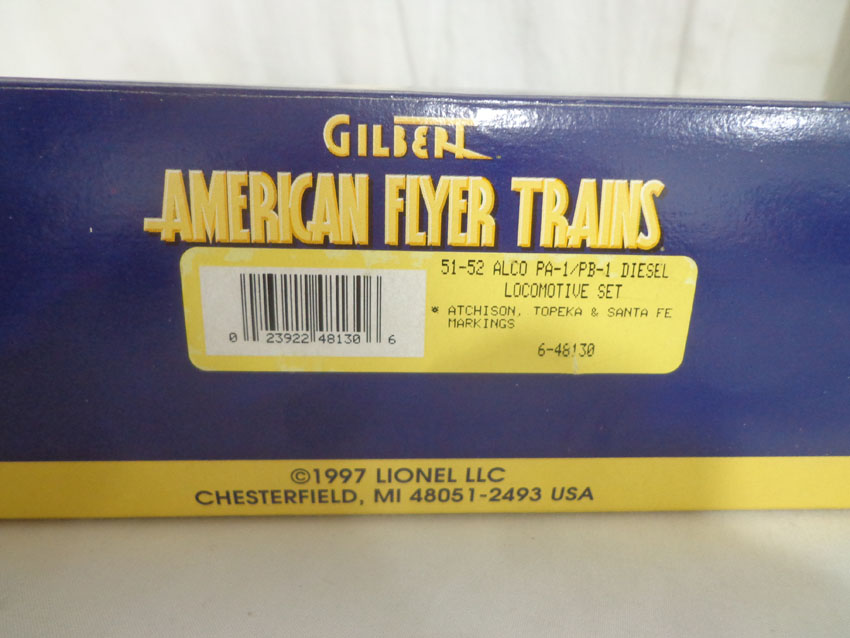 GILBERT
AMERICAN FLYER TRAINS
51-52 ALCO PA-1/PB-1 DIESEL
LOCOMOTIVE SET
* ATCHISON, TOPEKA & SANTA FE
MARKINGS
6-48130
0 23922 48130 6
©1997 LIONEL LLC
CHESTERFIELD, MI 48051-2493 USA